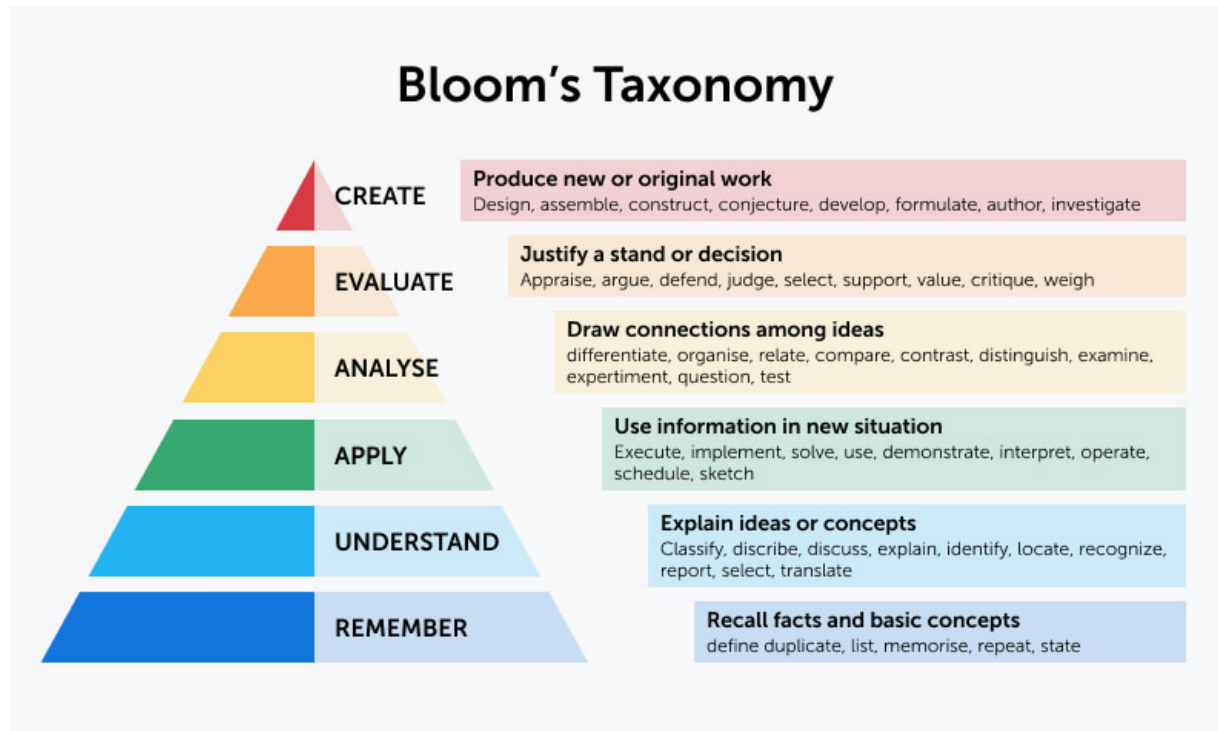 Bloom’s Taxonomy
CREATE
Produce new or original work
Design, assemble, construct, conjecture, develop, formulate, author, investigate
EVALUATE
Justify a stand or decision
Appraise, argue, defend, judge, select, support, value, critique, weigh
ANALYSE
Draw connections among ideas
differentiate, organise, relate, compare, contrast, distinguish, examine,
expertiment, question, test
APPLY
Use information in new situation
Execute, implement, solve, use, demonstrate, interpret, operate,
schedule, sketch
UNDERSTAND
Explain ideas or concepts
Classify, discribe, discuss, explain, identify, locate, recognize,
report, select, translate
REMEMBER
Recall facts and basic concepts
define duplicate, list, memorise, repeat, state